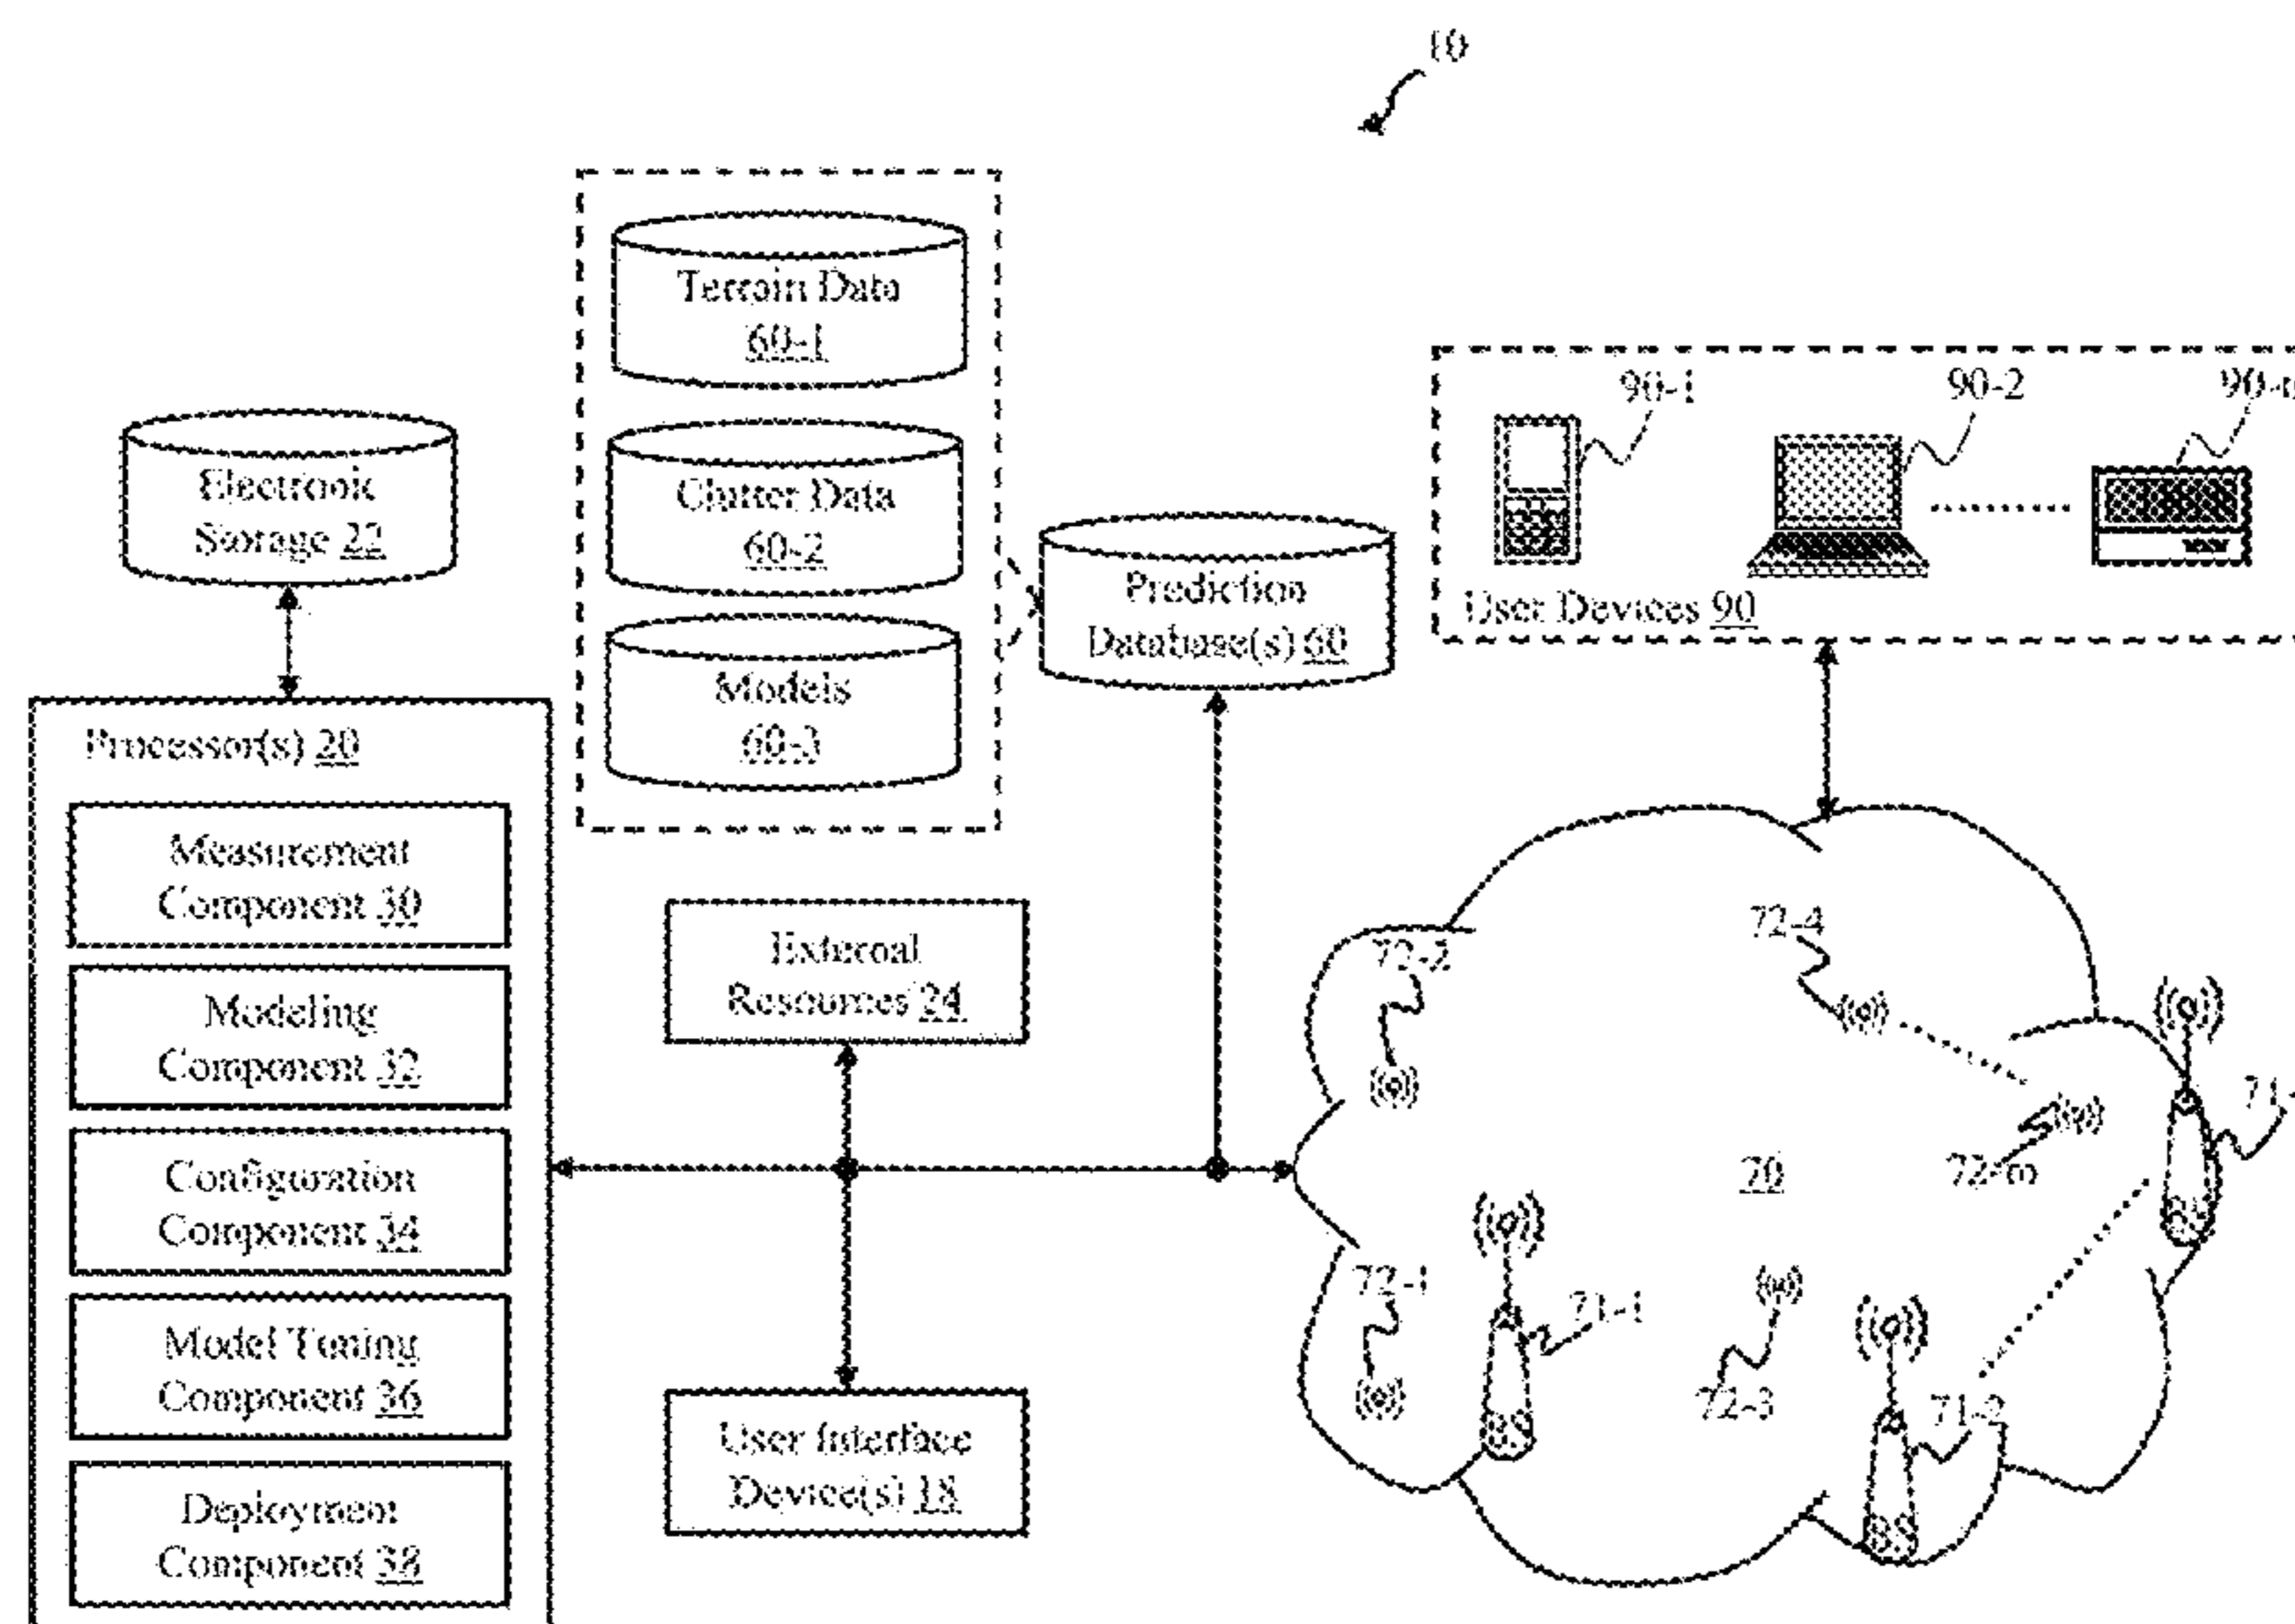 10
Terrain Data
60-1
Clutter Data
60-2
Models
60-3
Electronic
Storage 22
Prediction
Database(s) 60
90-1
90-2
User Devices 90
Processor(s) 20
Measurement
Component 30
Modeling
Component 32
Configuration
Component 34
Model Tuning
Component 36
Deployment
Component 38
External
Resources 24
User Interface
Device(s) 18
72-2
72-4
72-m
70
72-1
71-1
72-3
71-2
BS
BS
BS